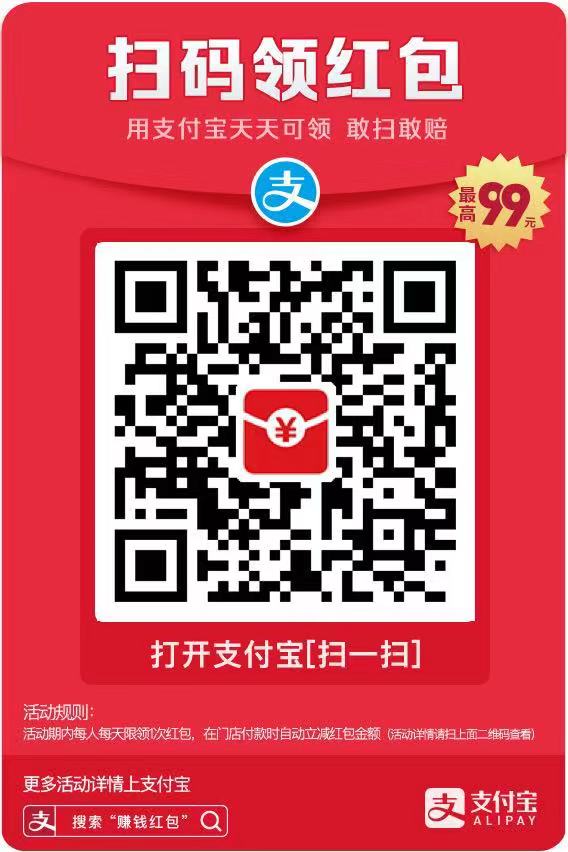 扫码领红包
用支付宝天天可领 敢扫敢赔
支
最高99元
¥
打开支付宝[扫一扫]
活动规则：
活动期内每人每天限领1次红包，在门店付款时自动立减红包金额（活动详情请扫上面二维码查看）
更多活动详情上支付宝
支 搜索“赚钱红包”
支 支付宝
ALIPAY